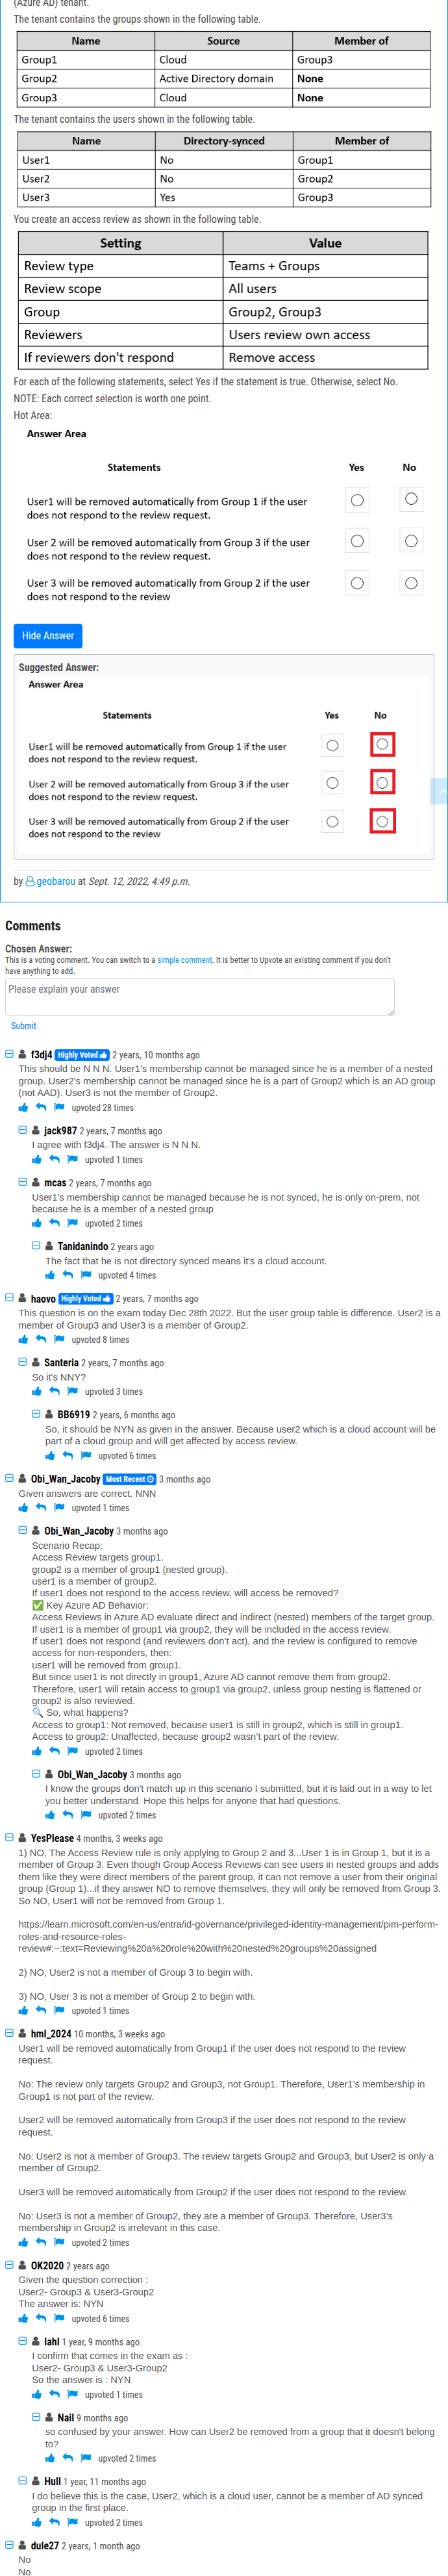 (Azure AD) tenant.
The tenant contains the groups shown in the following table.
Name Source Member of
Group1 Cloud Group3
Group2 Active Directory domain None
Group3 Cloud None
The tenant contains the users shown in the following table.
Name Directory-synced Member of
User1 No Group1
User2 No Group2
User3 Yes Group3
You create an access review as shown in the following table.
Setting Value
Review type Teams + Groups
Review scope All users
Group Group2, Group3
Reviewers Users review own access
If reviewers don't respond Remove access
For each of the following statements, select Yes if the statement is true. Otherwise, select No.
NOTE: Each correct selection is worth one point.
Hot Area:
Answer Area
Statements Yes No
User1 will be removed automatically from Group 1 if the user
does not respond to the review request.
User 2 will be removed automatically from Group 3 if the user
does not respond to the review request.
User 3 will be removed automatically from Group 2 if the user
does not respond to the review
Hide Answer
Suggested Answer:
Answer Area
Statements Yes No
User1 will be removed automatically from Group 1 if the user
does not respond to the review request.
User 2 will be removed automatically from Group 3 if the user
does not respond to the review request.
User 3 will be removed automatically from Group 2 if the user
does not respond to the review
by geobarou at Sept. 12, 2022, 4:49 p.m.
Comments
Chosen Answer:
This is a voting comment. You can switch to a simple comment. It is better to Upvote an existing comment if you don't
have anything to add.
Please explain your answer
Submit
f3dj4 Highly Voted 2 years, 10 months ago
This should be N N N. User1's membership cannot be managed since he is a member of a nested
group. User2's membership cannot be managed since he is a part of Group2 which is an AD group
(not AAD). User3 is not the member of Group2.
upvoted 28 times
jack987 2 years, 7 months ago
I agree with f3dj4. The answer is N N N.
upvoted 1 times
mcas 2 years, 7 months ago
User1's membership cannot be managed because he is not synced, he is only on-prem, not
because he is a member of a nested group
upvoted 2 times
Tanidanindo 2 years ago
The fact that he is not directory synced means it's a cloud account.
upvoted 4 times
haovo Highly Voted 2 years, 7 months ago
This question is on the exam today Dec 28th 2022. But the user group table is difference. User2 is a
member of Group3 and User3 is a member of Group2.
upvoted 8 times
Santeria 2 years, 7 months ago
So it's NNY?
upvoted 3 times
BB6919 2 years, 6 months ago
So, it should be NYN as given in the answer. Because user2 which is a cloud account will be
part of a cloud group and will get affected by access review.
upvoted 6 times
Obi_Wan_Jacoby Most Recent 3 months ago
Given answers are correct. NNN
upvoted 1 times
Obi_Wan_Jacoby 3 months ago
Scenario Recap:
Access Review targets group1.
group2 is a member of group1 (nested group).
user1 is a member of group2.
If user1 does not respond to the access review, will access be removed?
✅ Key Azure AD Behavior:
Access Reviews in Azure AD evaluate direct and indirect (nested) members of the target group.
If user1 is a member of group1 via group2, they will be included in the access review.
If user1 does not respond (and reviewers don't act), and the review is configured to remove
access for non-responders, then:
user1 will be removed from group1.
But since user1 is not directly in group1, Azure AD cannot remove them from group2.
Therefore, user1 will retain access to group1 via group2, unless group nesting is flattened or
group2 is also reviewed.
🔍 So, what happens?
Access to group1: Not removed, because user1 is still in group2, which is still in group1.
Access to group2: Unaffected, because group2 wasn't part of the review.
upvoted 2 times
Obi_Wan_Jacoby 3 months ago
I know the groups don't match up in this scenario I submitted, but it is laid out in a way to let
you better understand. Hope this helps for anyone that had questions.
upvoted 2 times
YesPlease 4 months, 3 weeks ago
1) NO, The Access Review rule is only applying to Group 2 and 3...User 1 is in Group 1, but it is a
member of Group 3. Even though Group Access Reviews can see users in nested groups and adds
them like they were direct members of the parent group, it can not remove a user from their original
group (Group 1)...if they answer NO to remove themselves, they will only be removed from Group 3.
So NO, User1 will not be removed from Group 1.
https://learn.microsoft.com/en-us/entra/id-governance/privileged-identity-management/pim-perform-
roles-and-resource-roles-
review#:~:text=Reviewing%20a%20role%20with%20nested%20groups%20assigned
2) NO, User2 is not a member of Group 3 to begin with.
3) NO, User 3 is not a member of Group 2 to begin with.
upvoted 1 times
hml_2024 10 months, 3 weeks ago
User1 will be removed automatically from Group1 if the user does not respond to the review
request.
No: The review only targets Group2 and Group3, not Group1. Therefore, User1's membership in
Group1 is not part of the review.
User2 will be removed automatically from Group3 if the user does not respond to the review
request.
No: User2 is not a member of Group3. The review targets Group2 and Group3, but User2 is only a
member of Group2.
User3 will be removed automatically from Group2 if the user does not respond to the review.
No: User3 is not a member of Group2, they are a member of Group3. Therefore, User3's
membership in Group2 is irrelevant in this case.
upvoted 2 times
OK2020 2 years ago
Given the question correction :
User2- Group3 & User3-Group2
The answer is: NYN
upvoted 6 times
lahl 1 year, 9 months ago
I confirm that comes in the exam as :
User2- Group3 & User3-Group2
So the answer is : NYN
upvoted 1 times
Nail 9 months ago
so confused by your answer. How can User2 be removed from a group that it doesn't belong
to?
upvoted 2 times
Hull 1 year, 11 months ago
I do believe this is the case, User2, which is a cloud user, cannot be a member of AD synced
group in the first place.
upvoted 2 times
dule27 2 years, 1 month ago
No
No